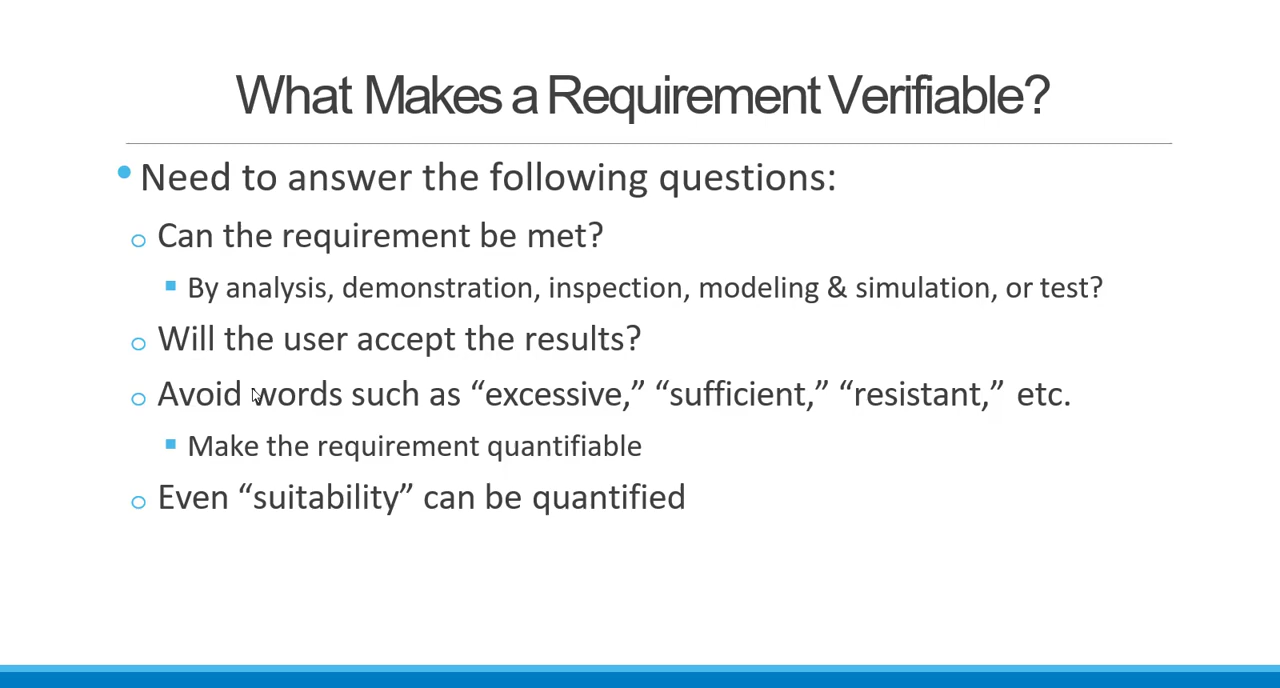 What Makes a Requirement Verifiable?
Need to answer the following questions:
Can the requirement be met?
By analysis, demonstration, inspection, modeling & simulation, or test?
Will the user accept the results?
Avoid words such as “excessive,” “sufficient,” “resistant,” etc.
Make the requirement quantifiable
Even “suitability” can be quantified